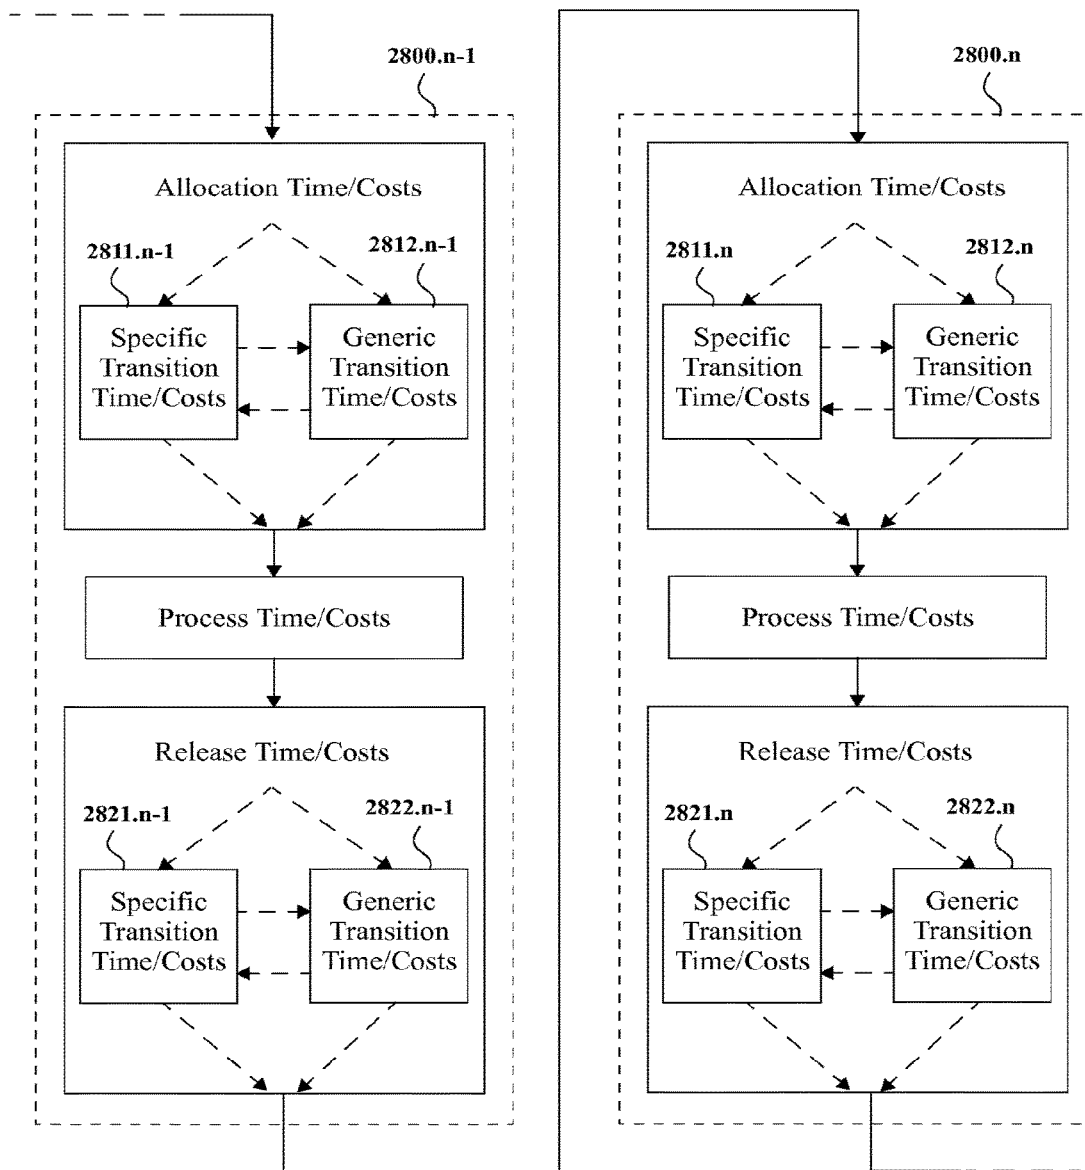 2800.n-1
Allocation Time/Costs
2811.n-1
2812.n-1
Specific
Transition
Time/Costs
Generic
Transition
Time/Costs
Process Time/Costs
Release Time/Costs
2821.n-1
2822.n-1
Specific
Transition
Time/Costs
Generic
Transition
Time/Costs
2800.n
Allocation Time/Costs
2811.n
2812.n
Specific
Transition
Time/Costs
Generic
Transition
Time/Costs
Process Time/Costs
Release Time/Costs
2821.n
2822.n
Specific
Transition
Time/Costs
Generic
Transition
Time/Costs